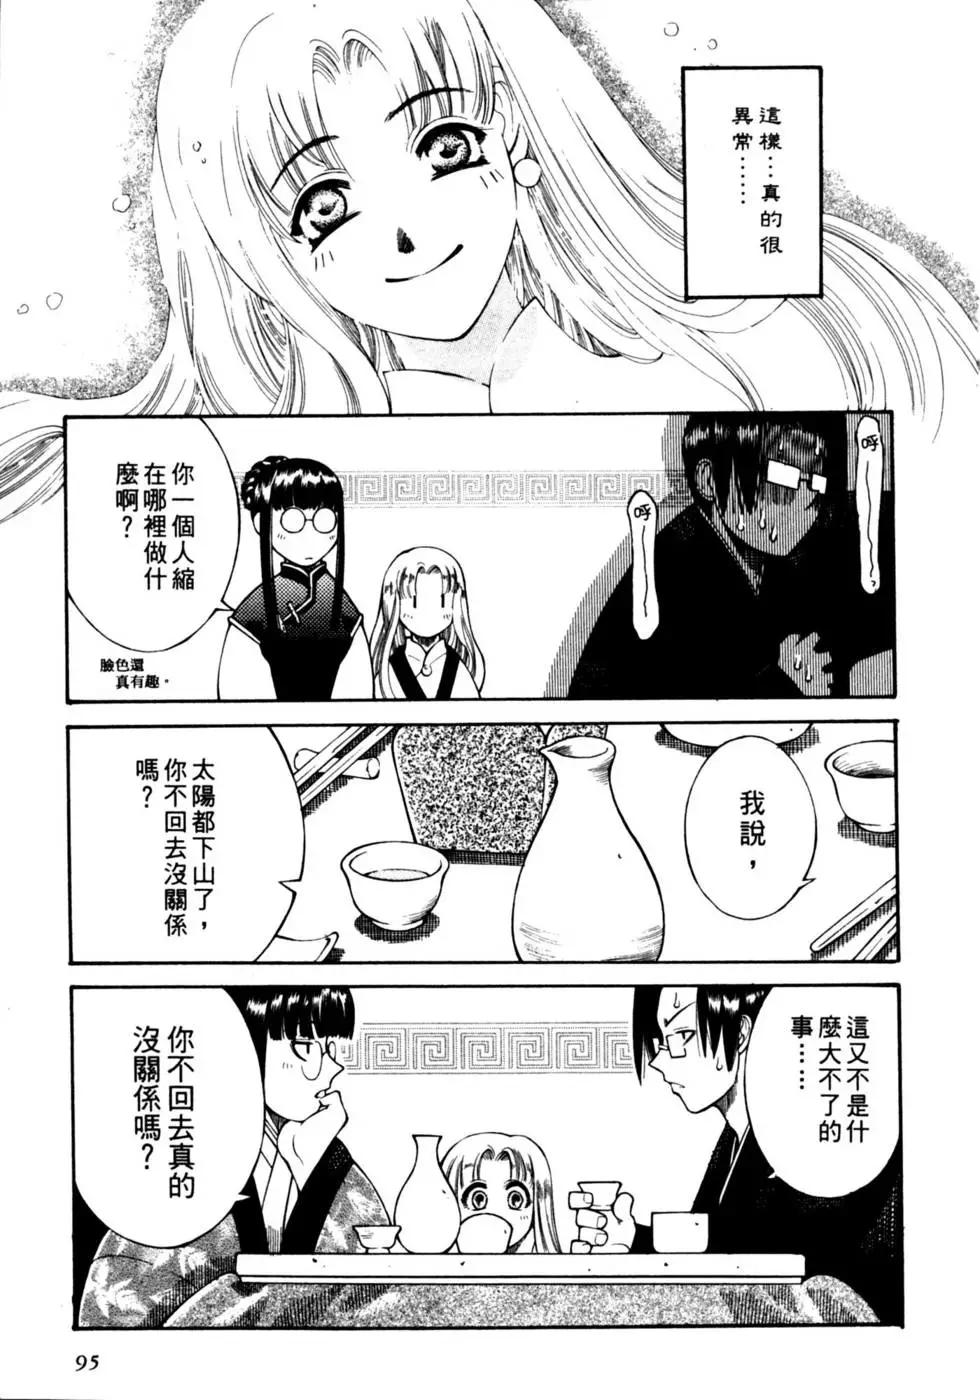 這樣…真的很
異常……
呼
呼
你一個人縮
在哪裡做什
麼啊？
臉色還
真有趣。
我說，
太陽都下山了，
你不回去沒關係
嗎？
這又不是什
麼大不了的
事……
你不回去真的
沒關係嗎？
95